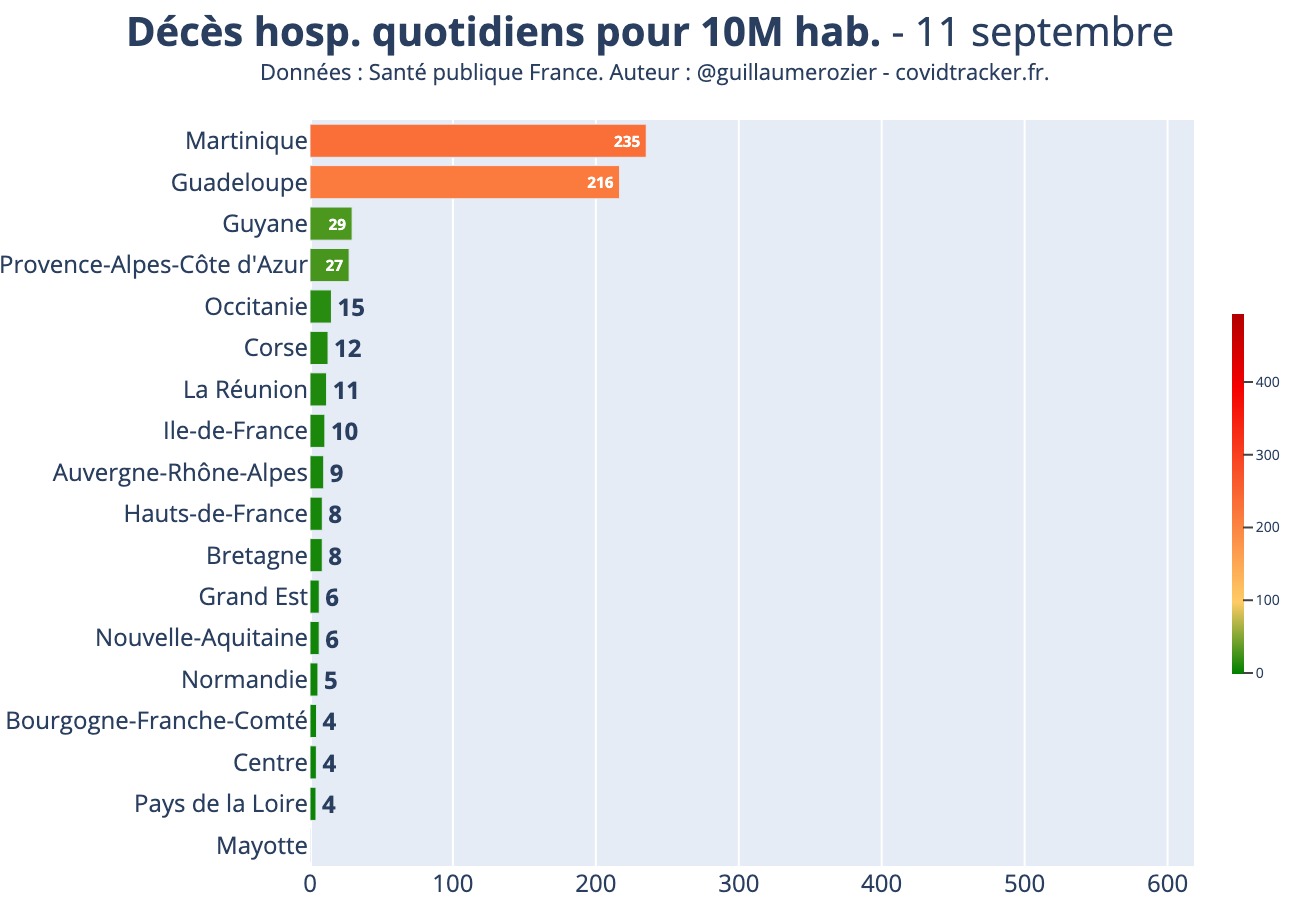 Décès hosp. quotidiens pour 10M hab. - 11 septembre
Données : Santé publique France. Auteur : @guillaumerozier - covidtracker.fr.
Martinique 235
Guadeloupe 216
Guyane 29
Provence-Alpes-Côte d'Azur 27
Occitanie 15
Corse 12
La Réunion 11
Ile-de-France 10
Auvergne-Rhône-Alpes 9
Hauts-de-France 8
Bretagne 8
Grand Est 6
Nouvelle-Aquitaine 6
Normandie 5
Bourgogne-Franche-Comté 4
Centre 4
Pays de la Loire 4
Mayotte
0 100 200 300 400 500 600
400
300
200
100
0